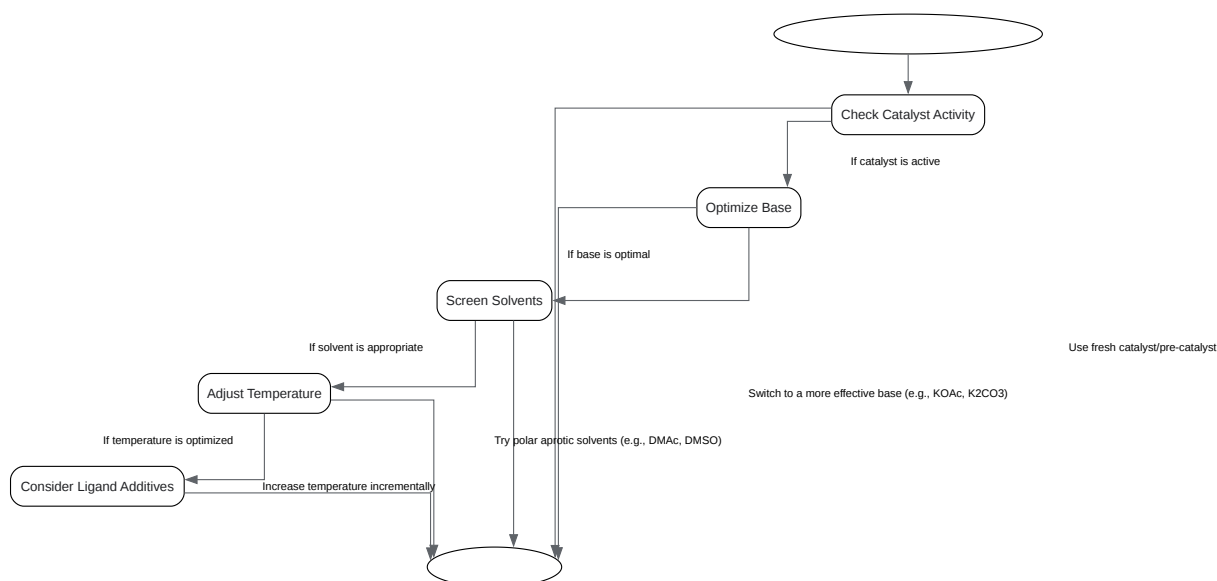 Check Catalyst Activity
If catalyst is active
Optimize Base
If base is optimal
Screen Solvents
If solvent is appropriate
Use fresh catalyst/pre-catalyst
Adjust Temperature
Switch to a more effective base (e.g., KOAc, K2CO3)
If temperature is optimized
Try polar aprotic solvents (e.g., DMAc, DMSO)
Consider Ligand Additives
Increase temperature incrementally